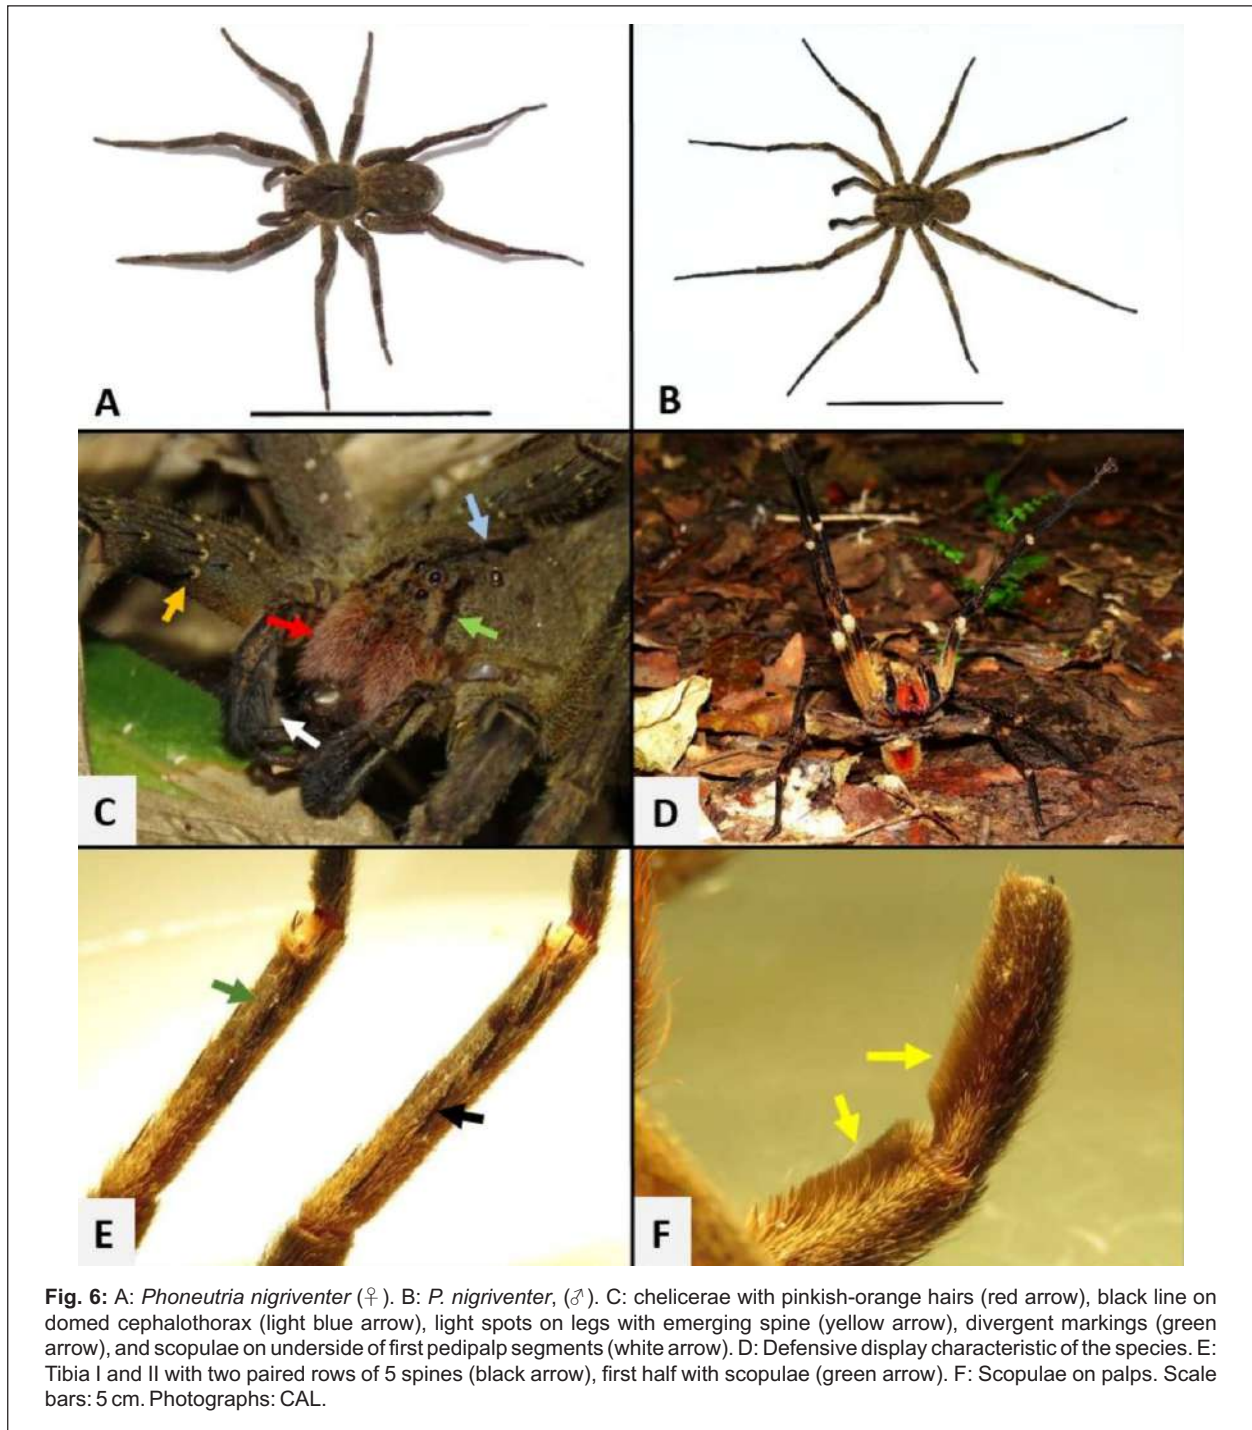 A
B
C
D
E
F
Fig. 6: A: Phoneutria nigriventer (♀). B: P. nigriventer, (♂). C: chelicerae with pinkish-orange hairs (red arrow), black line on
domed cephalothorax (light blue arrow), light spots on legs with emerging spine (yellow arrow), divergent markings (green
arrow), and scopulae on underside of first pedipalp segments (white arrow). D: Defensive display characteristic of the species. E:
Tibia I and II with two paired rows of 5 spines (black arrow), first half with scopulae (green arrow). F: Scopulae on palps. Scale
bars: 5 cm. Photographs: CAL.